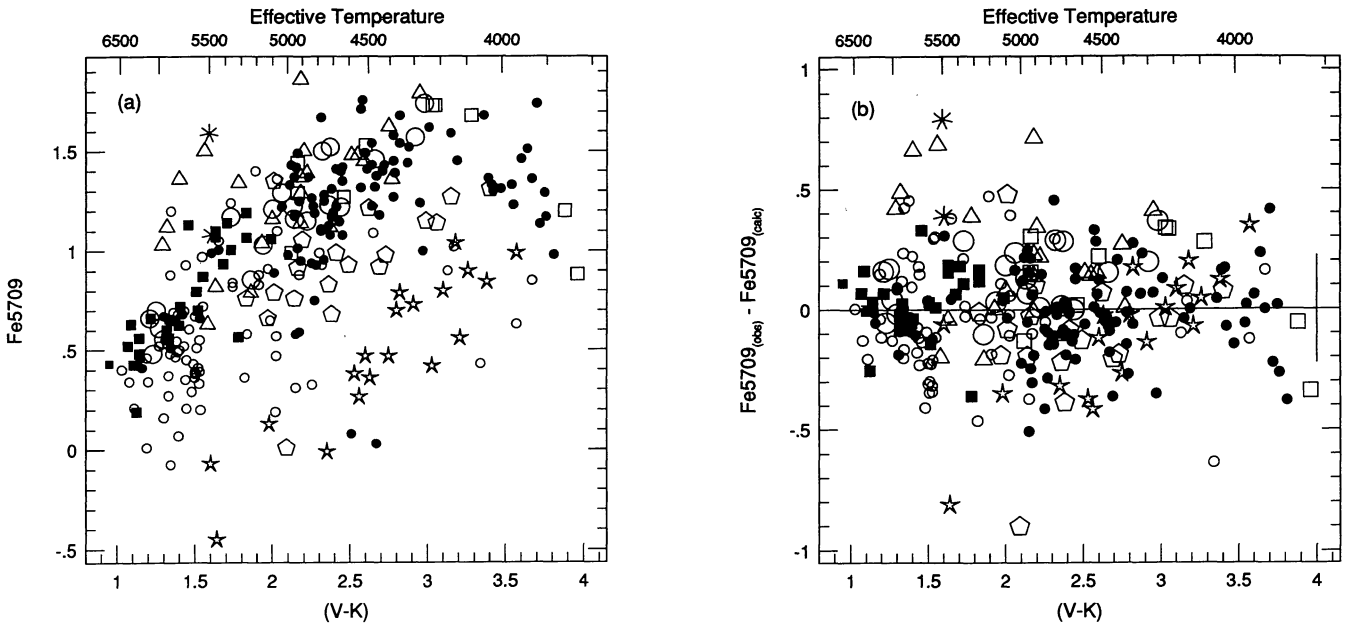 Effective Temperature
6500 5500 5000 4500 4000
(a)
Fe5709
1.5
1
.5
0
-.5
1 1.5 2 2.5 3 3.5 4
(V-K)
Effective Temperature
6500 5500 5000 4500 4000
(b)
Fe5709(obs) - Fe5709(calc)
1
.5
0
-.5
-1
1 1.5 2 2.5 3 3.5 4
(V-K)